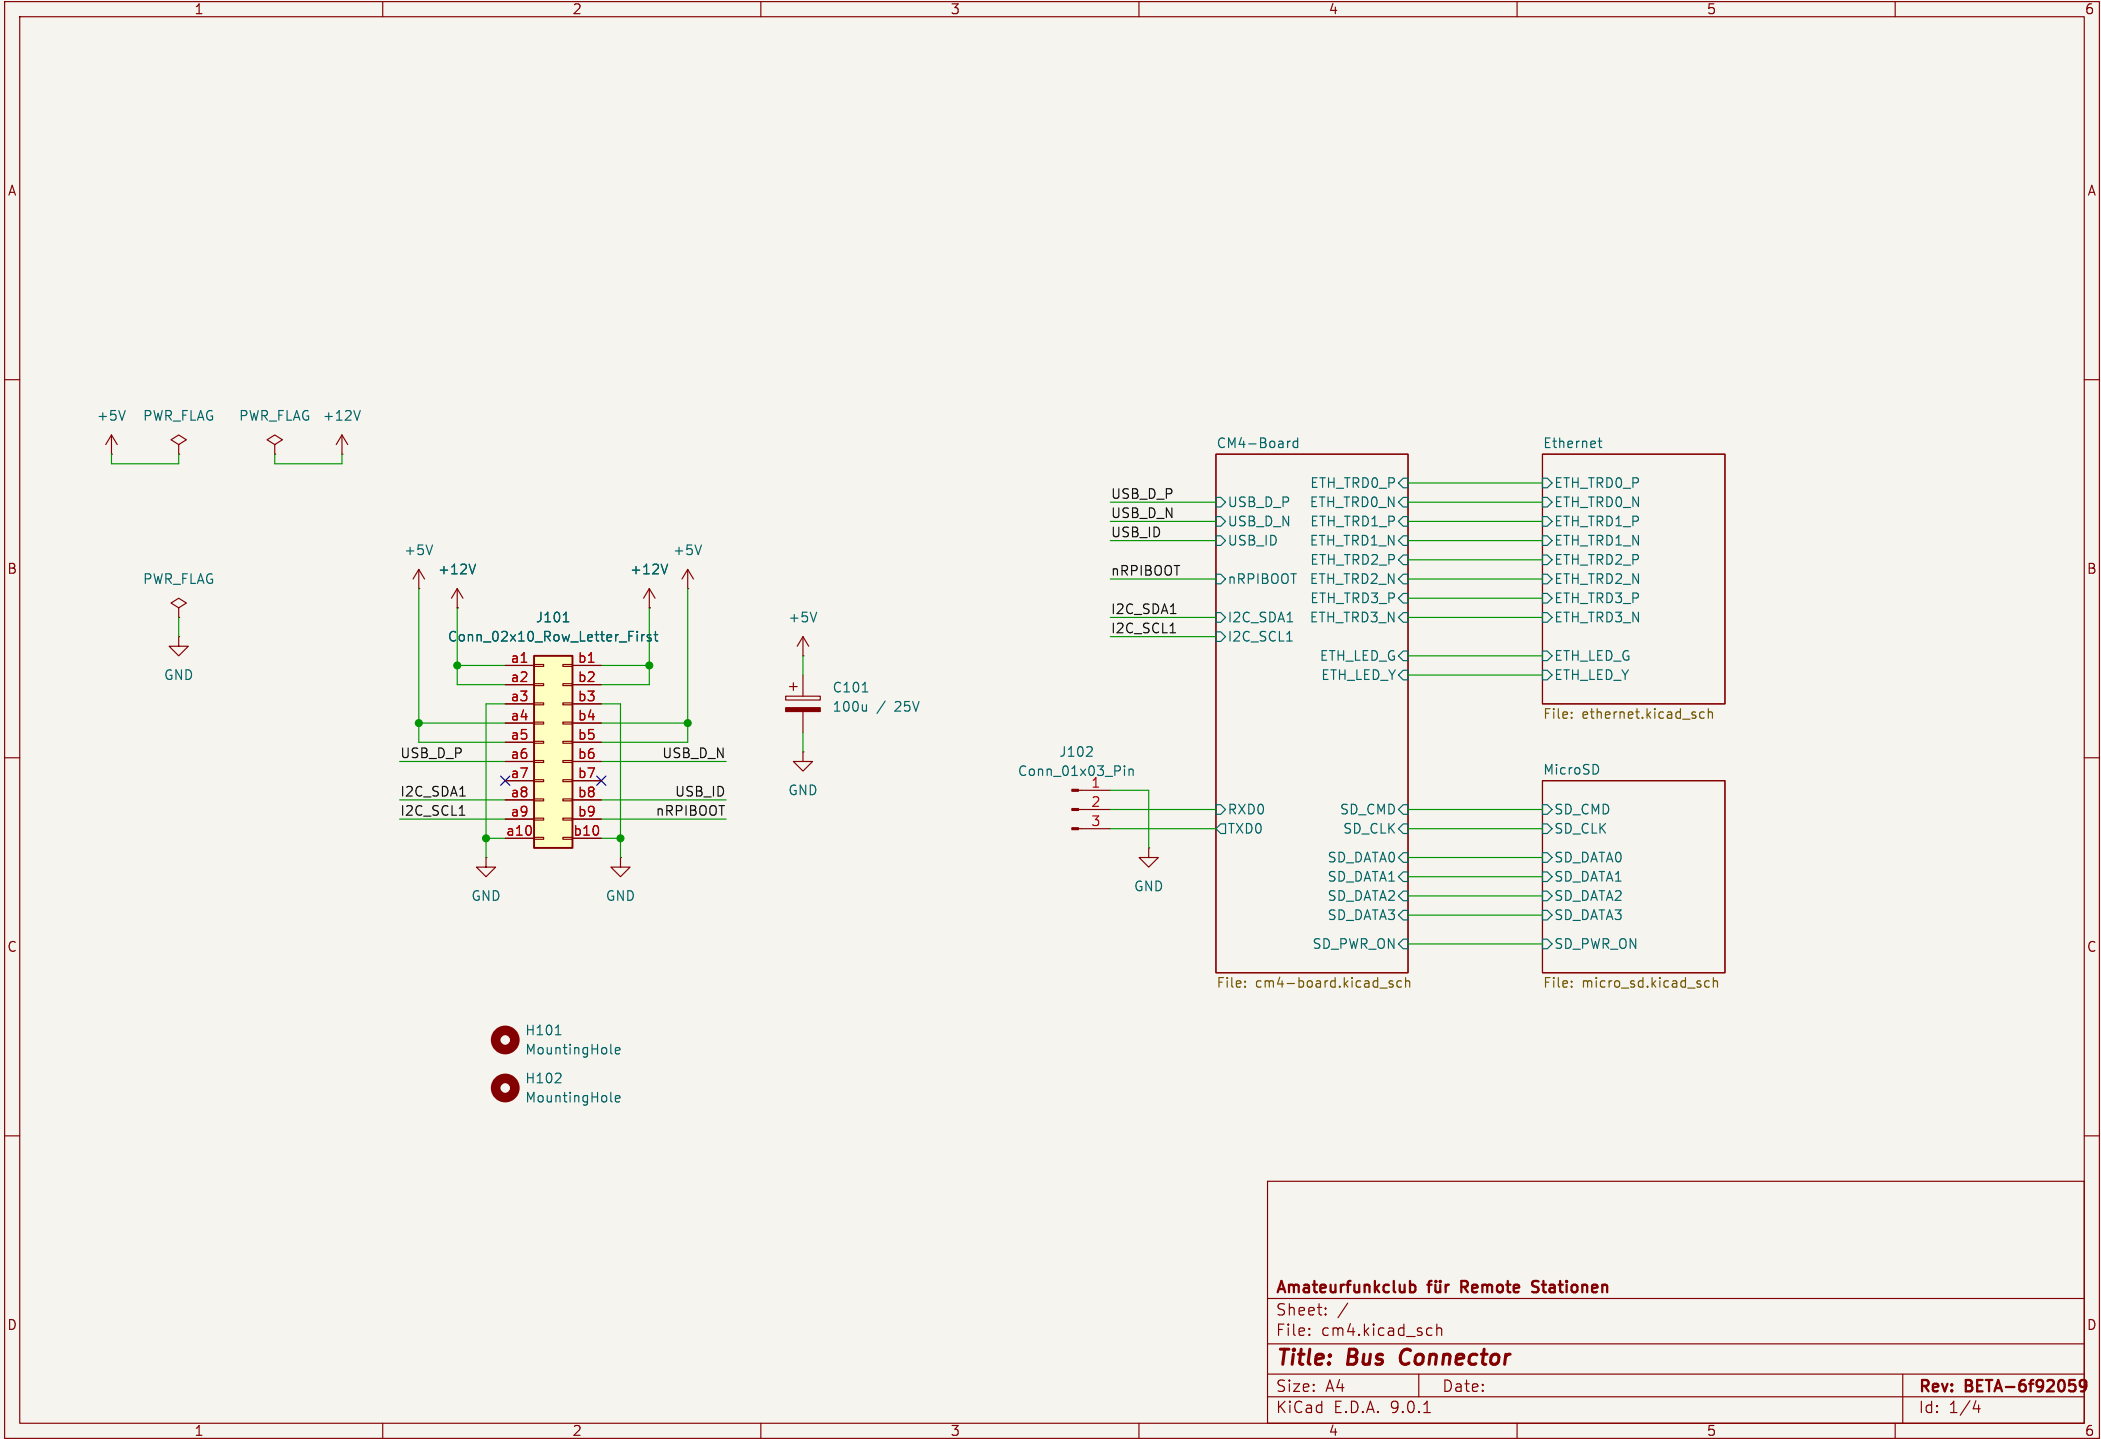 1 2 3 4 5 6
A A
+5V PWR_FLAG PWR_FLAG +12V
PWR_FLAG
GND
B B
+5V +5V
+12V +12V
J101
Conn_02x10_Row_Letter_First
a1 b1
a2 b2
a3 b3
a4 b4
a5 b5
USB_D_P a6 b6 USB_D_N
a7 b7
I2C_SDA1 a8 b8 USB_ID
I2C_SCL1 a9 b9 nRPIBOOT
a10 b10
GND GND
+5V
+
C101
100u / 25V
GND
H101
MountingHole
H102
MountingHole
CM4-Board
USB_D_P
USB_D_N
USB_ID
nRPIBOOT
I2C_SDA1
I2C_SCL1
USB_D_P
USB_D_N
USB_ID
nRPIBOOT
I2C_SDA1
I2C_SCL1
J102
Conn_01x03_Pin
1
2
3
GND
RXD0
TXD0
ETH_TRD0_P
ETH_TRD0_N
ETH_TRD1_P
ETH_TRD1_N
ETH_TRD2_P
ETH_TRD2_N
ETH_TRD3_P
ETH_TRD3_N
ETH_LED_G
ETH_LED_Y
SD_CMD
SD_CLK
SD_DATA0
SD_DATA1
SD_DATA2
SD_DATA3
SD_PWR_ON
File: cm4-board.kicad_sch
Ethernet
ETH_TRD0_P
ETH_TRD0_N
ETH_TRD1_P
ETH_TRD1_N
ETH_TRD2_P
ETH_TRD2_N
ETH_TRD3_P
ETH_TRD3_N
ETH_LED_G
ETH_LED_Y
File: ethernet.kicad_sch
MicroSD
SD_CMD
SD_CLK
SD_DATA0
SD_DATA1
SD_DATA2
SD_DATA3
SD_PWR_ON
File: micro_sd.kicad_sch
C C
D D
Amateurfunkclub für Remote Stationen
Sheet: /
File: cm4.kicad_sch
Title: Bus Connector
Size: A4 Date: Rev: BETA-6f92059
KiCad E.D.A. 9.0.1 Id: 1/4
1 2 3 4 5 6